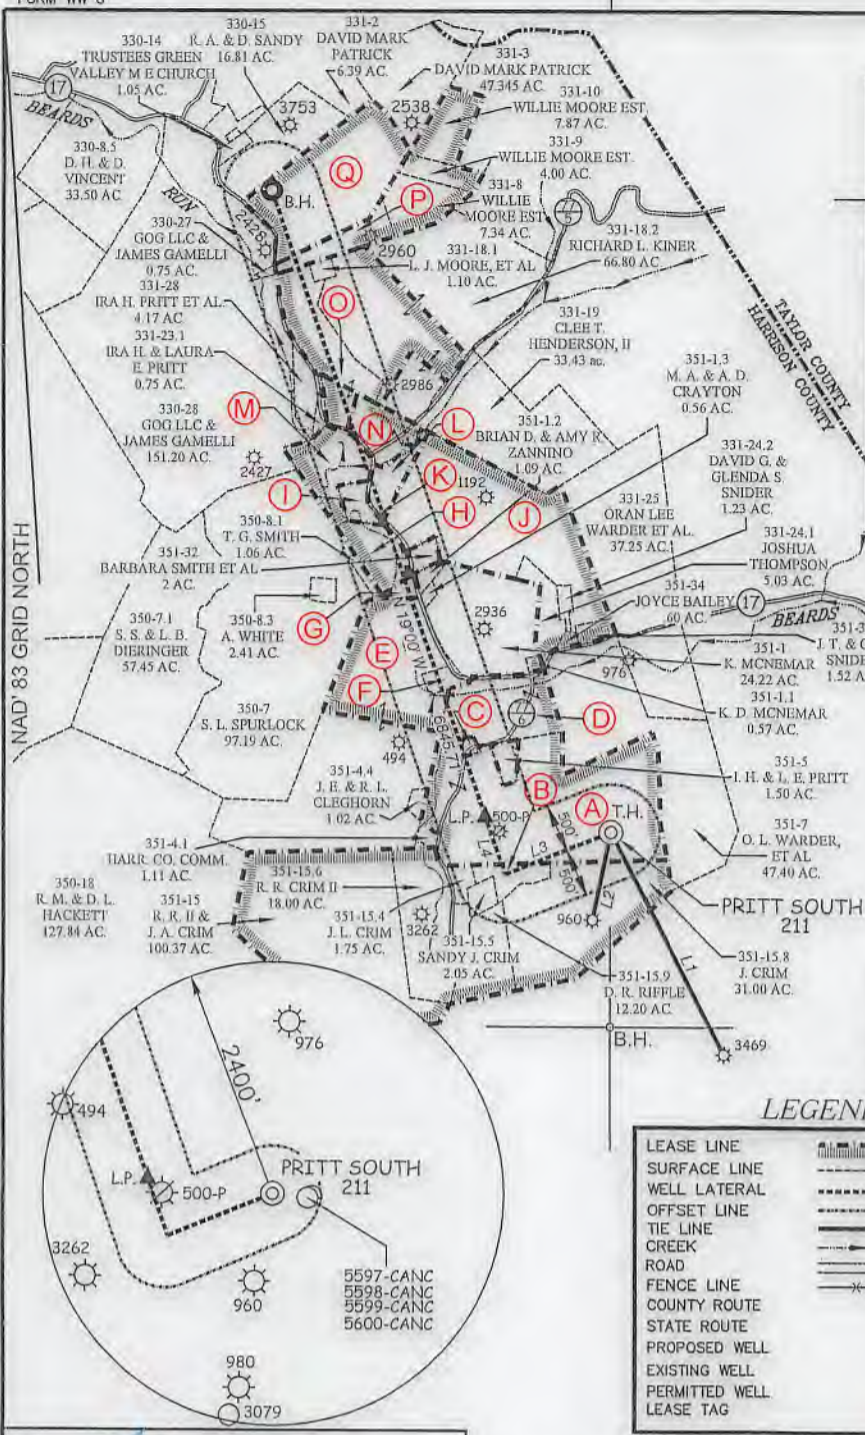 330-14
TRUSTEES GREEN
VALLEY M E CHURCH
1.05 AC.
330-15
R. A. & D. SANDY
16.81 AC.
331-2
DAVID MARK
PATRICK
6.39 AC.
331-3
DAVID MARK PATRICK
47.345 AC.
331-10
WILLIE MOORE EST.
7.87 AC.
331-9
WILLIE MOORE EST.
4.00 AC.
331-8
WILLIE
MOORE EST.
7.34 AC.
17
BEARDS
RUN
3753
2538
330-8.5
D. H. & D.
VINCENT
33.50 AC
Q
P
B.H.
2428
2960
5
331-18.2
RICHARD L. KINER
66.80 AC.
331-18.1
L. J. MOORE, ET AL
1.10 AC.
330-27
GOG LLC &
JAMES GAMELLI
0.75 AC.
331-28
IRA H. PRITT ET AL
4.17 AC.
331-23.1
IRA H. & LAURA
E. PRITT
0.75 AC.
330-28
GOG LLC &
JAMES GAMELLI
151.20 AC.
O
331-19
CLEE T.
HENDERSON, II
33.43 ac.
TAYLOR COUNTY
HARRISON COUNTY
2986
M
N
L
2427
351-1.3
M. A. & A. D.
CRAYTON
0.56 AC.
351-1.2
BRIAN D. & AMY R.
ZANNINO
1.09 AC.
331-24.2
DAVID G. &
GLENDA S.
SNIDER
1.23 AC.
K
1192
I
H
J
350-8.1
T. G. SMITH
1.06 AC.
351-32
BARBARA SMITH ET AL
2 AC.
331-25
ORAN LEE
WARDER ET AL.
37.25 AC.
331-24.1
JOSHUA
THOMPSON
5.03 AC.
NAD' 83 GRID NORTH
350-7.1
S. S. & L. B.
DIERINGER
57.45 AC.
350-8.3
A. WHITE
2.41 AC.
G
N 19°00' W
2936
351-34
JOYCE BAILEY
60 AC.
17
BEARDS
351-3
J. T. &
SNIDE
1.52 A
976
351-1
K. MCNEMAR
24.22 AC.
351-1.1
K. D. MCNEMAR
0.57 AC.
E
F
C
D
6
350-7
S. L. SPURLOCK
97.19 AC.
494
351-4.4
J. E. & R. L.
CLEGHORN
1.02 AC.
351-5
I. H. & L. E. PRITT
1.50 AC.
B
A
T.H.
L.P.
500-P
500'
500'
L4
L3
L2
L1
351-7
O. L. WARDER,
ET AL
47.40 AC.
351-4.1
HARR. CO. COMM.
1.11 AC.
350-18
R. M. & D. L.
HACKETT
127.84 AC.
351-15
R. R. II &
J. A. CRIM
100.37 AC.
351-15.6
R. R. CRIM II
18.00 AC.
351-15.4
J. L. CRIM
1.75 AC.
3262
351-15.5
SANDY J. CRIM
2.05 AC.
960
PRITT SOUTH
211
351-15.9
D. R. RIFFLE
12.20 AC.
351-15.8
J. CRIM
31.00 AC.
B.H.
3469
2400'
976
494
L.P.
500-P
PRITT SOUTH
211
3262
960
5597-CANC
5598-CANC
5599-CANC
5600-CANC
980
3079
LEGEN
LEASE LINE
SURFACE LINE
WELL LATERAL
OFFSET LINE
TIE LINE
CREEK
ROAD
FENCE LINE
COUNTY ROUTE
STATE ROUTE
PROPOSED WELL
EXISTING WELL
PERMITTED WELL
LEASE TAG